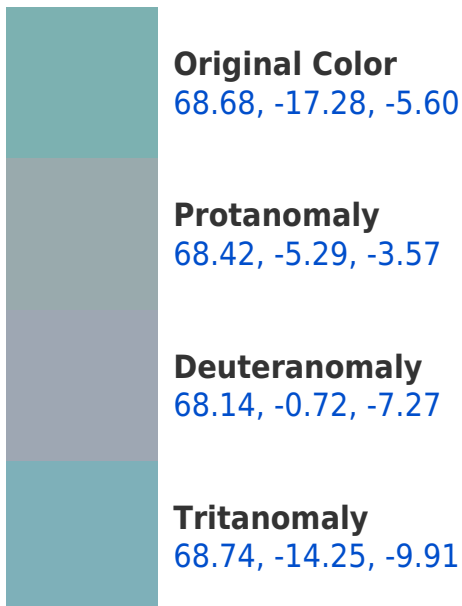 Original Color
68.68, -17.28, -5.60
Protanomaly
68.42, -5.29, -3.57
Deuteranomaly
68.14, -0.72, -7.27
Tritanomaly
68.74, -14.25, -9.91